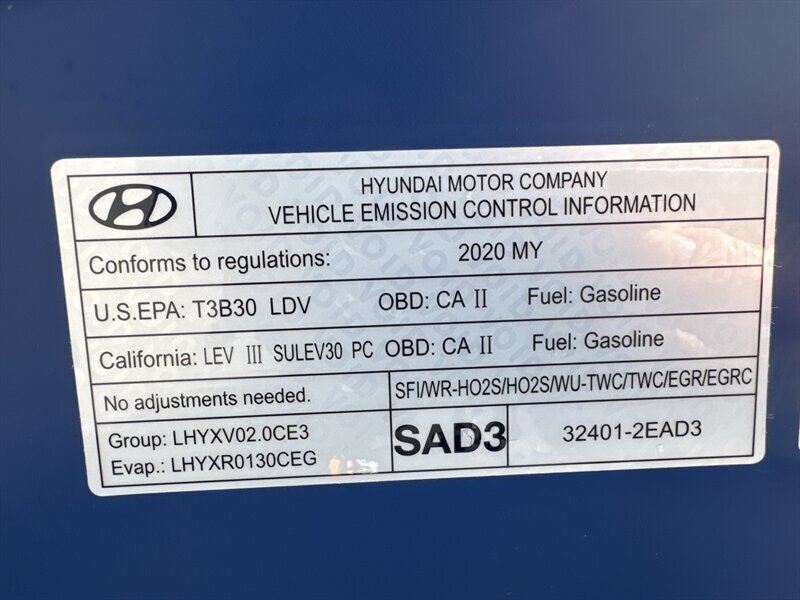 HYUNDAI MOTOR COMPANY
VEHICLE EMISSION CONTROL INFORMATION
Conforms to regulations: 2020 MY
U.S.EPA: T3B30 LDV OBD: CA II Fuel: Gasoline
California: LEV III SULEV30 PC OBD: CA II Fuel: Gasoline
No adjustments needed.
SFI/WR-HO2S/HO2S/WU-TWC/TWC/EGR/EGRC
Group: LHYXV02.0CE3
Evap.: LHYXR0130CEG
SAD3
32401-2EAD3